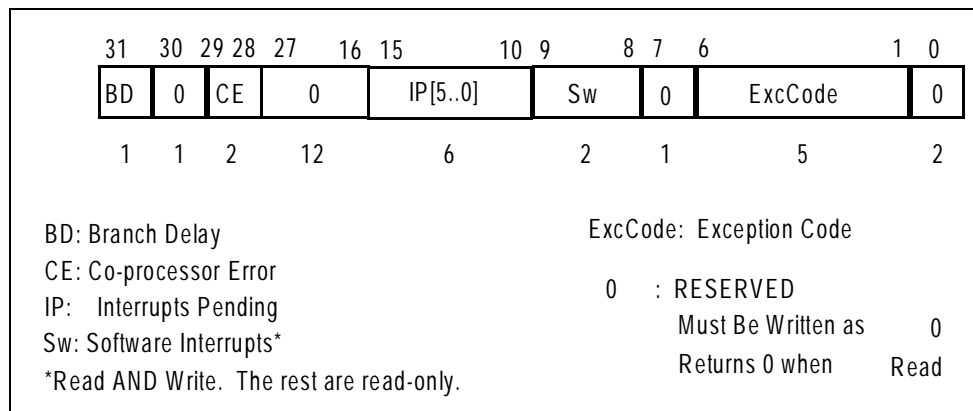 31 30 29 28 27 16 15 10 9 8 7 6 1 0
BD 0 CE 0 IP[5..0] Sw 0 ExcCode 0
1 1 2 12 6 2 1 5 2
BD: Branch Delay
CE: Co-processor Error
IP: Interrupts Pending
Sw: Software Interrupts*
*Read AND Write. The rest are read-only.
ExcCode: Exception Code
0 : RESERVED
Must Be Written as 0
Returns 0 when Read